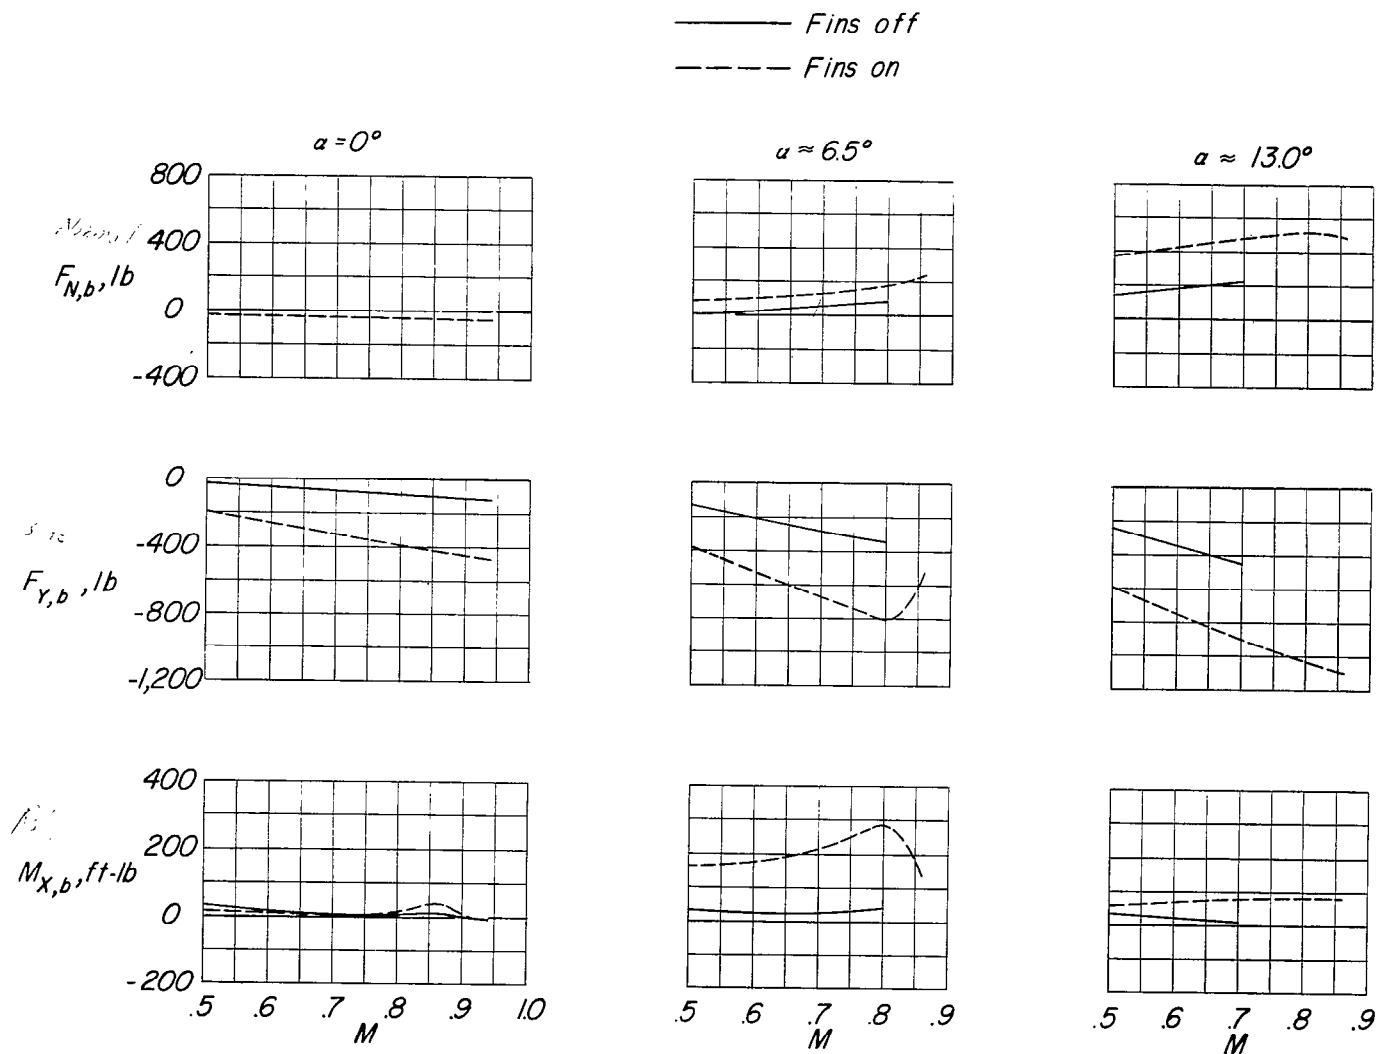 Fins off
Fins on
α = 0°
α ≈ 6.5°
α ≈ 13.0°
800
400
F_N,b, lb
0
-400
0
-400
F_Y,b, lb
-800
-1,200
400
200
M_X,b, ft-lb
0
-200
.5 .6 .7 .8 .9 1.0
M
.5 .6 .7 .8 .9
M
.5 .6 .7 .8 .9
M